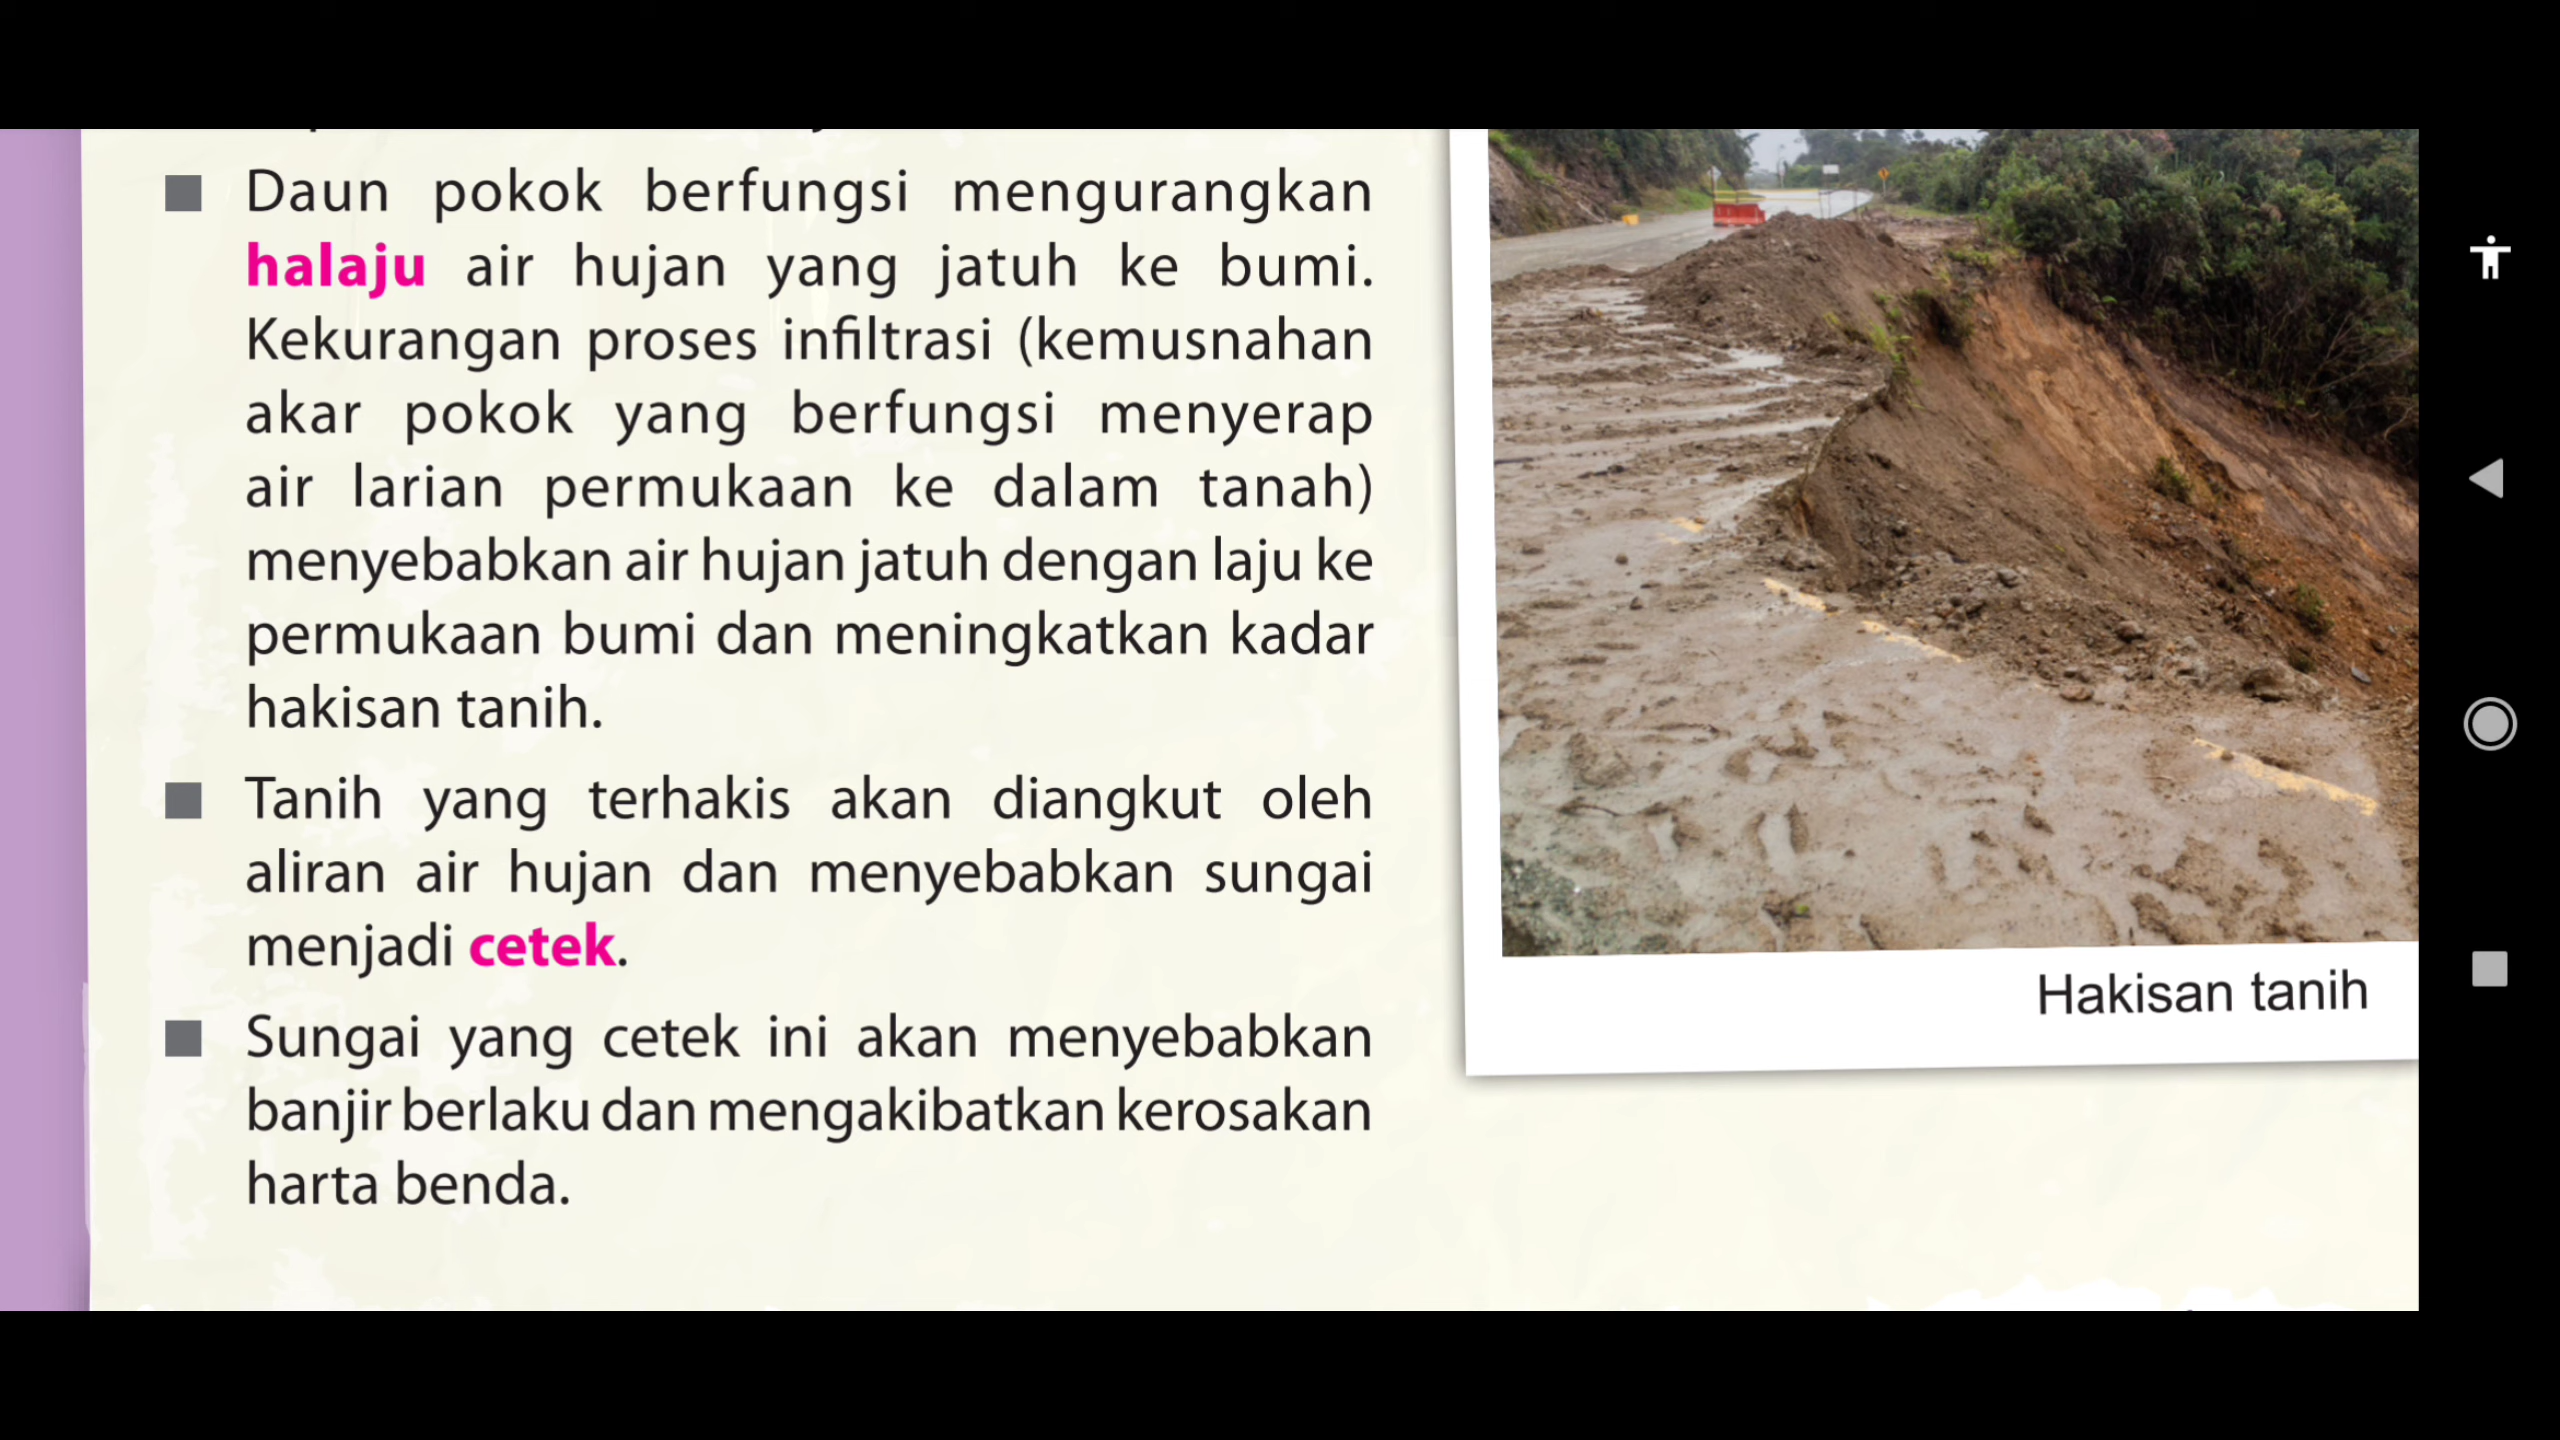 Daun pokok berfungsi mengurangkan
halaju air hujan yang jatuh ke bumi.
Kekurangan proses infiltrasi (kemusnahan
akar pokok yang berfungsi menyerap
air larian permukaan ke dalam tanah)
menyebabkan air hujan jatuh dengan laju ke
permukaan bumi dan meningkatkan kadar
hakisan tanih.
Tanih yang terhakis akan diangkut oleh
aliran air hujan dan menyebabkan sungai
menjadi cetek.
Sungai yang cetek ini akan menyebabkan
banjir berlaku dan mengakibatkan kerosakan
harta benda.
Hakisan tanih